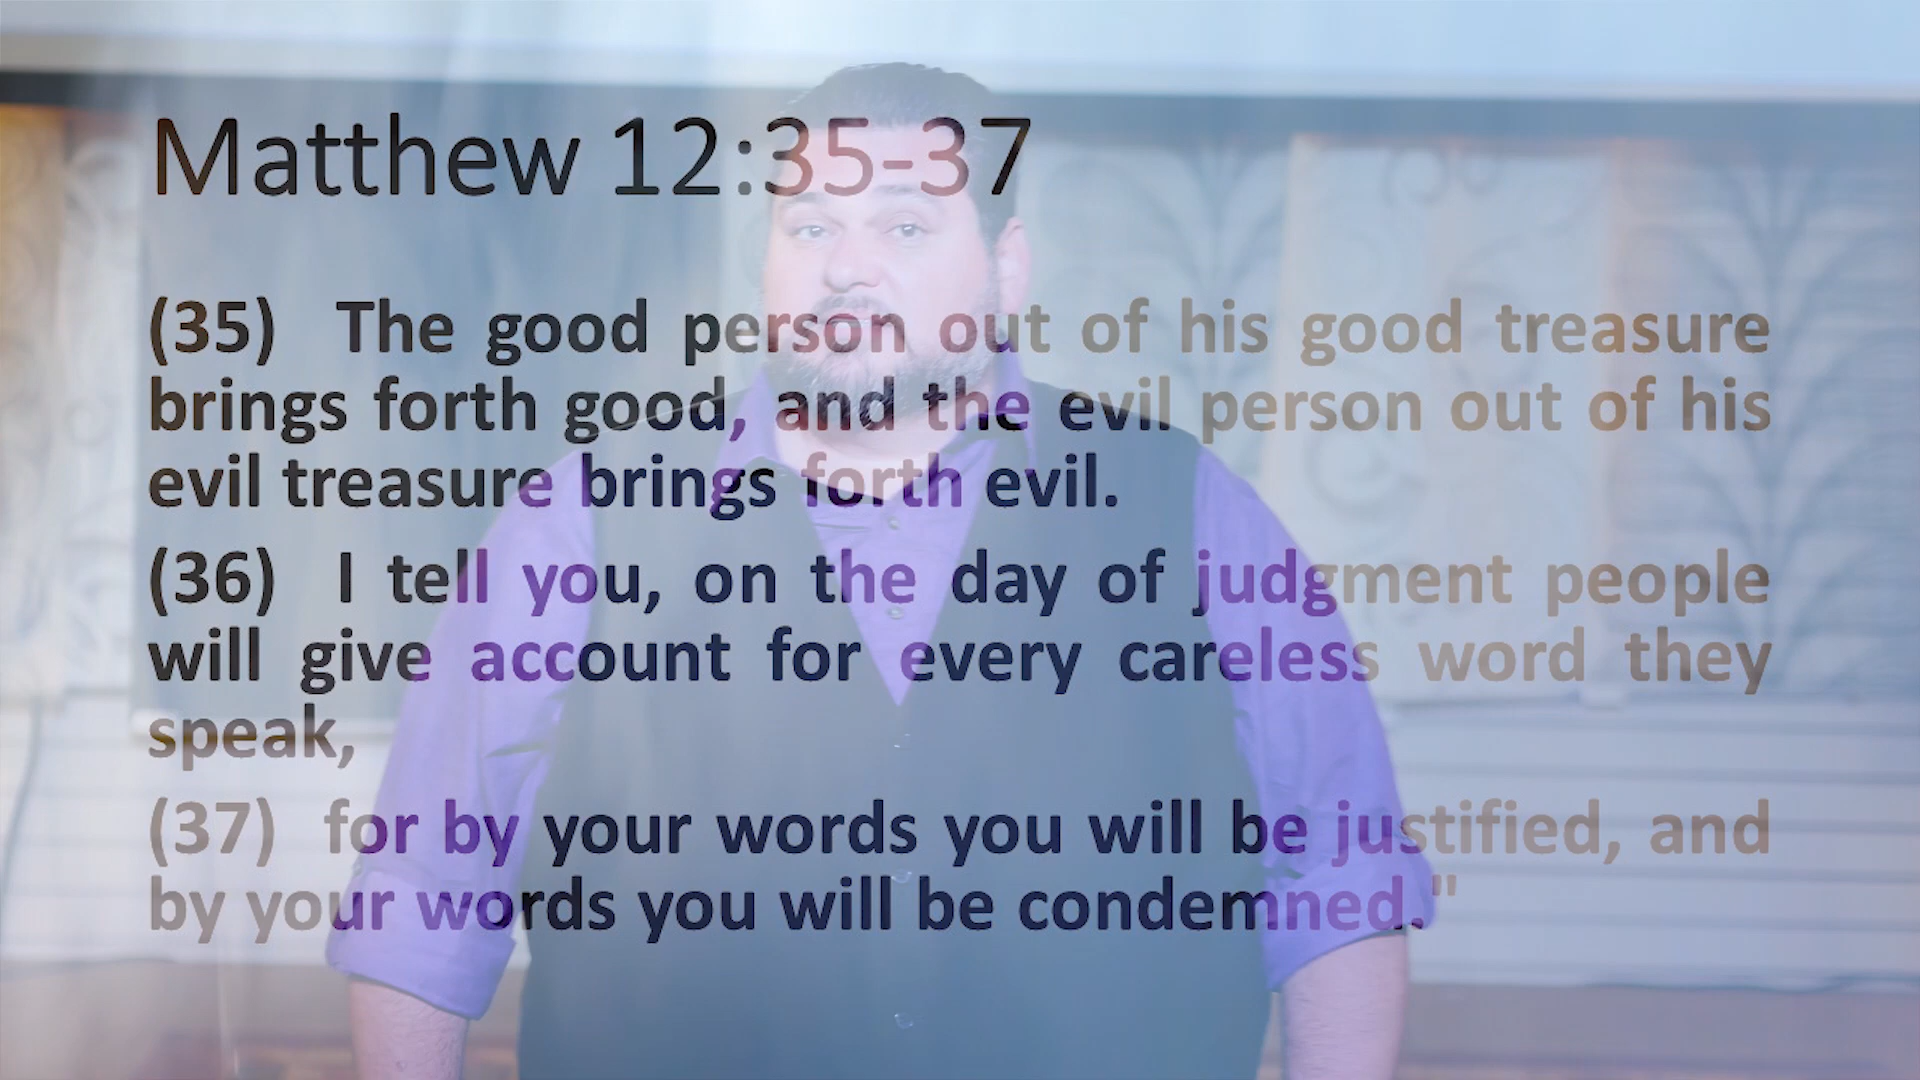 Matthew 12:35-37
(35) The good person out of his good treasure
brings forth good, and the evil person out of his
evil treasure brings forth evil.
(36) I tell you, on the day of judgment people
will give account for every careless word they
speak,
(37) for by your words you will be justified, and
by your words you will be condemned."